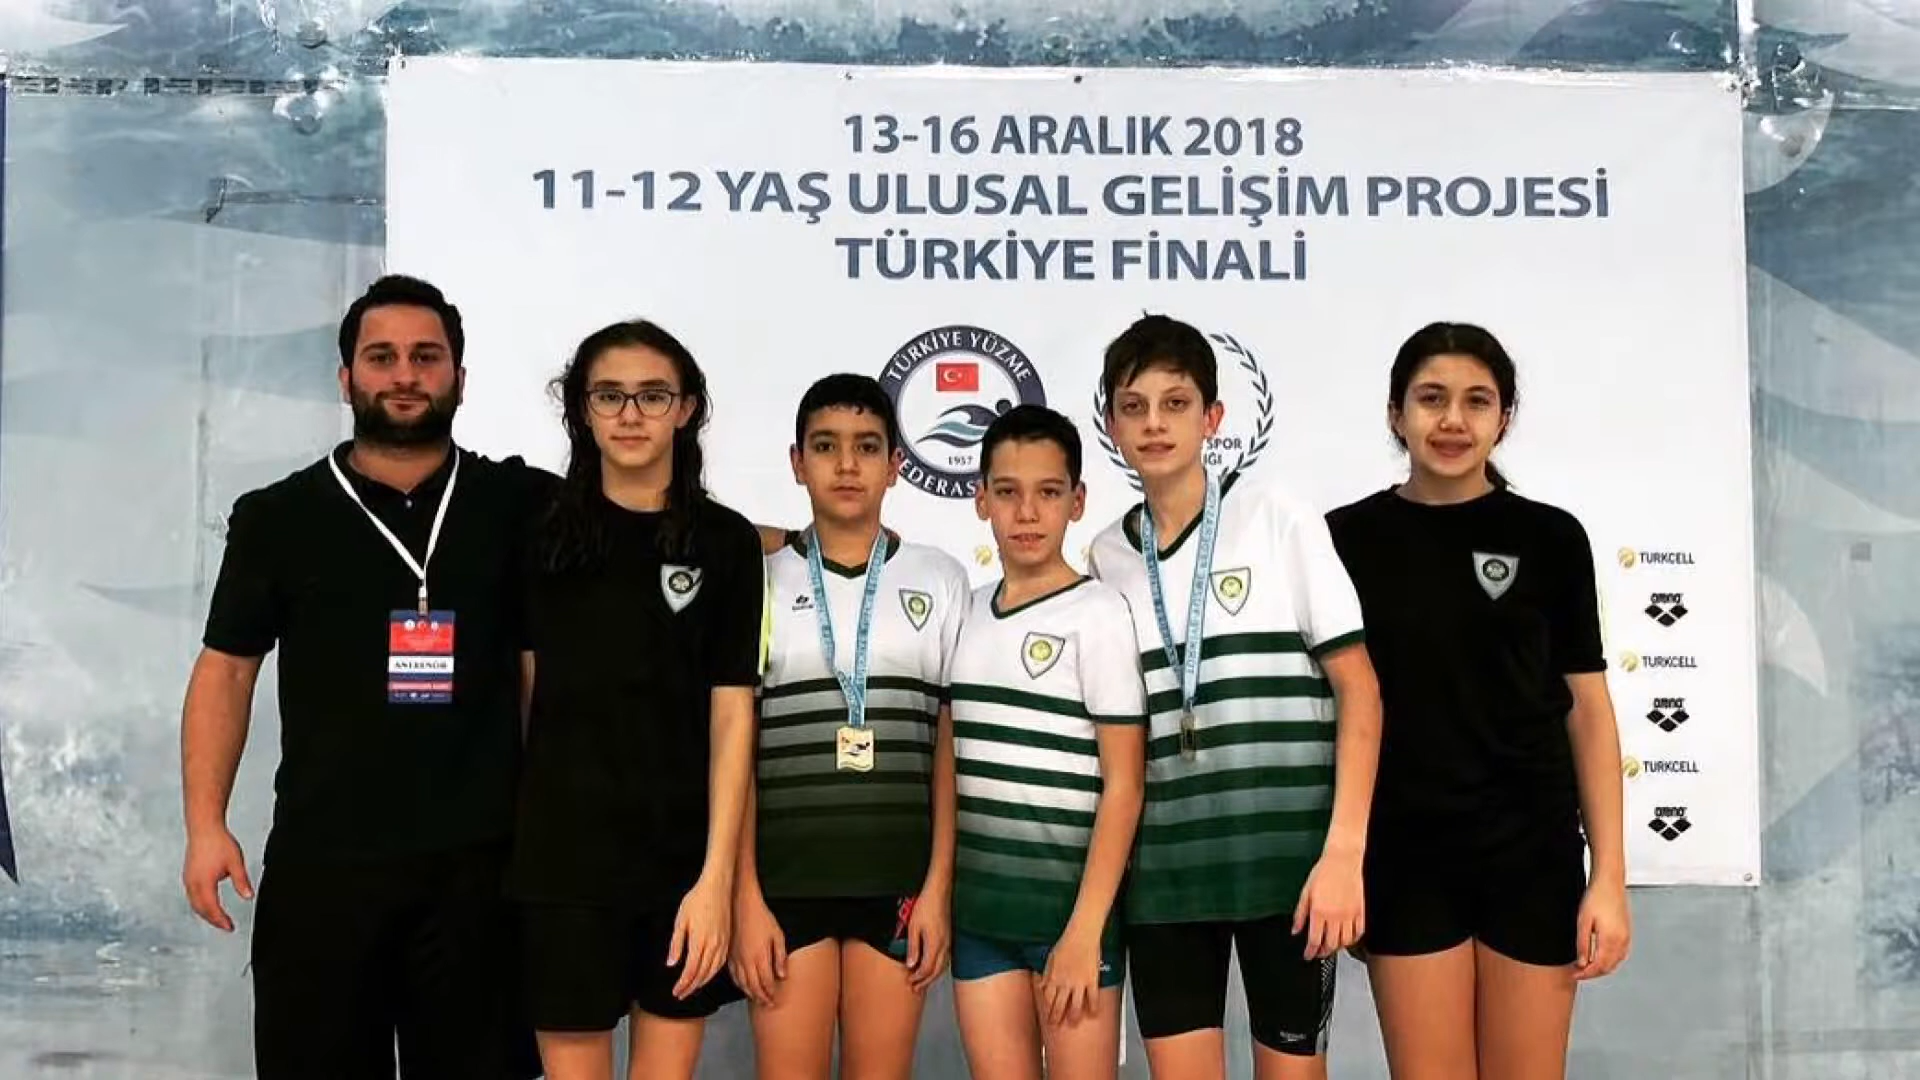 13-16 ARALIK 2018
11-12 YAŞ ULUSAL GELİŞİM PROJESİ
TÜRKİYE FİNALİ
TÜRKİYE YÜZME
1957
SPOR
TURKCELL
arena
TURKCELL
arena
TURKCELL
arena
ANTRENÖR